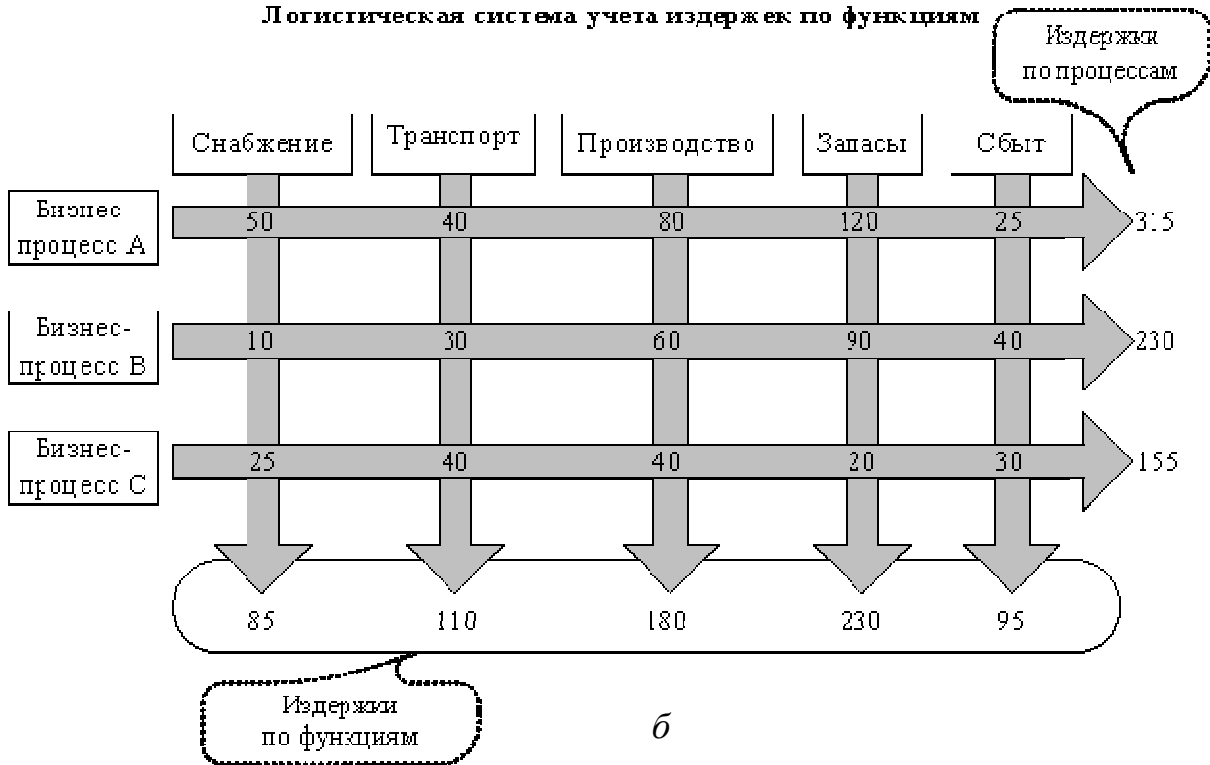 Логистическая система учета издержек по функциям
Издержки
по процессам
Снабжение
Транспорт
Производство
Запасы
Сбыт
Бизнес
процесс А
50 40 80 120 25 315
Бизнес-
процесс В
10 30 60 90 40 230
Бизнес-
процесс С
25 40 40 20 30 155
85 110 180 230 95
Издержки
по функциям
б